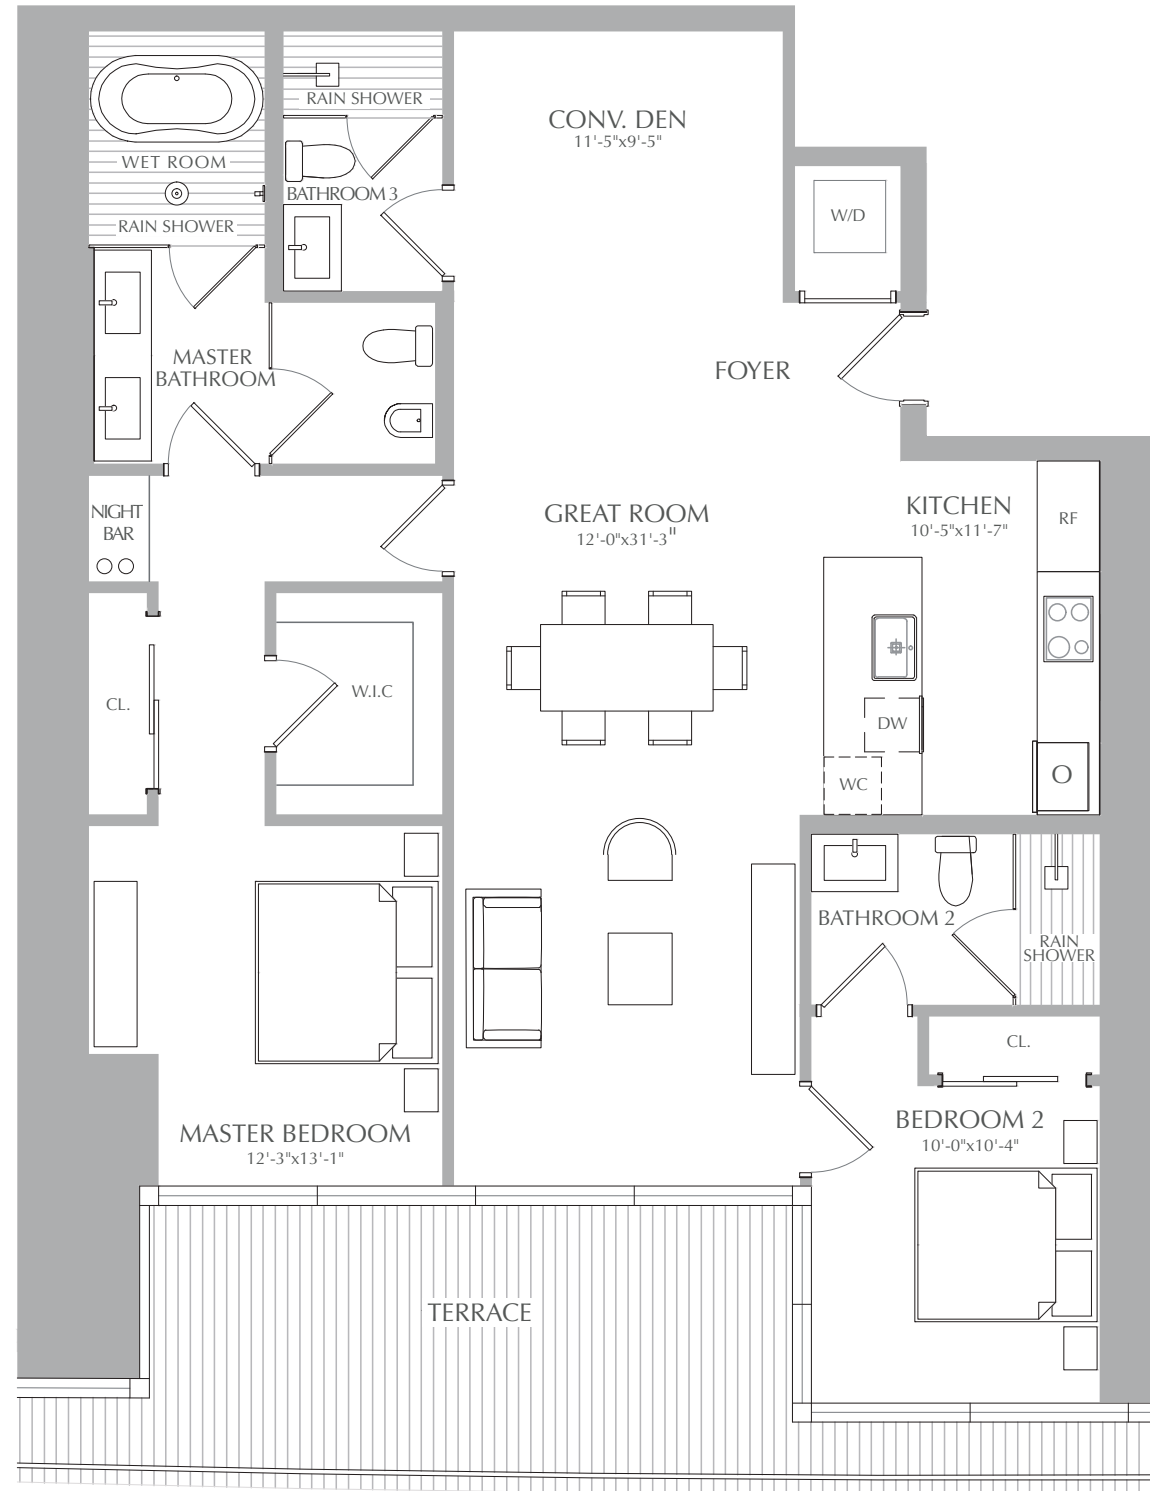 RAIN SHOWER
CONV. DEN
11'-5"x9'-5"
WET ROOM
BATHROOM 3
W/D
RAIN SHOWER
MASTER
BATHROOM
FOYER
NIGHT
BAR
GREAT ROOM
12'-0"x31'-3"
KITCHEN
10'-5"x11'-7"
RF
CL.
W.I.C
DW
WC
O
BATHROOM 2
RAIN
SHOWER
CL.
MASTER BEDROOM
12'-3"x13'-1"
BEDROOM 2
10'-0"x10'-4"
TERRACE